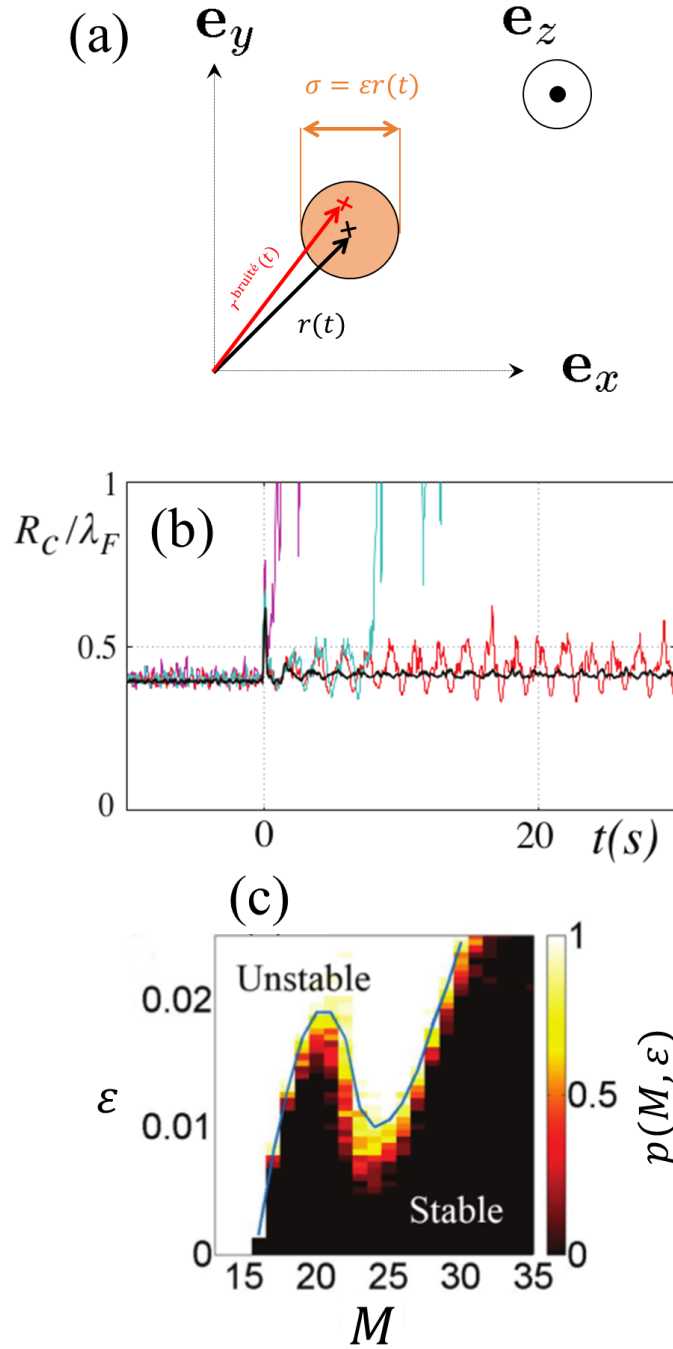 (a)
e_y
e_z
σ = εr(t)
r^bruité(t)
r(t)
e_x
(b)
R_C/λ_F
1
0.5
0
0
20
t(s)
(c)
Unstable
Stable
ε
0.02
0.01
0
15
20
25
30
35
M
1
0.5
0
p(M, ε)